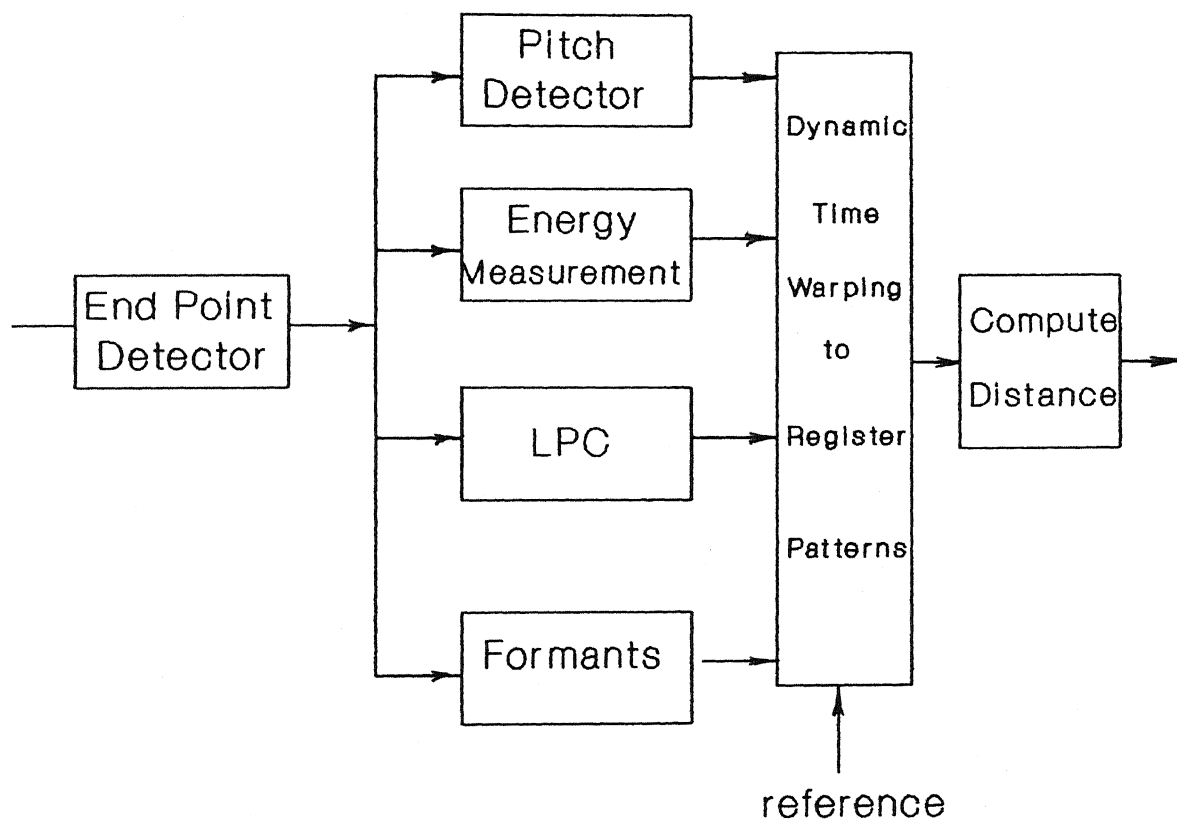 Pitch
Detector
Energy
Measurement
End Point
Detector
LPC
Formants
Dynamic
Time
Warping
to
Register
Patterns
Compute
Distance
reference